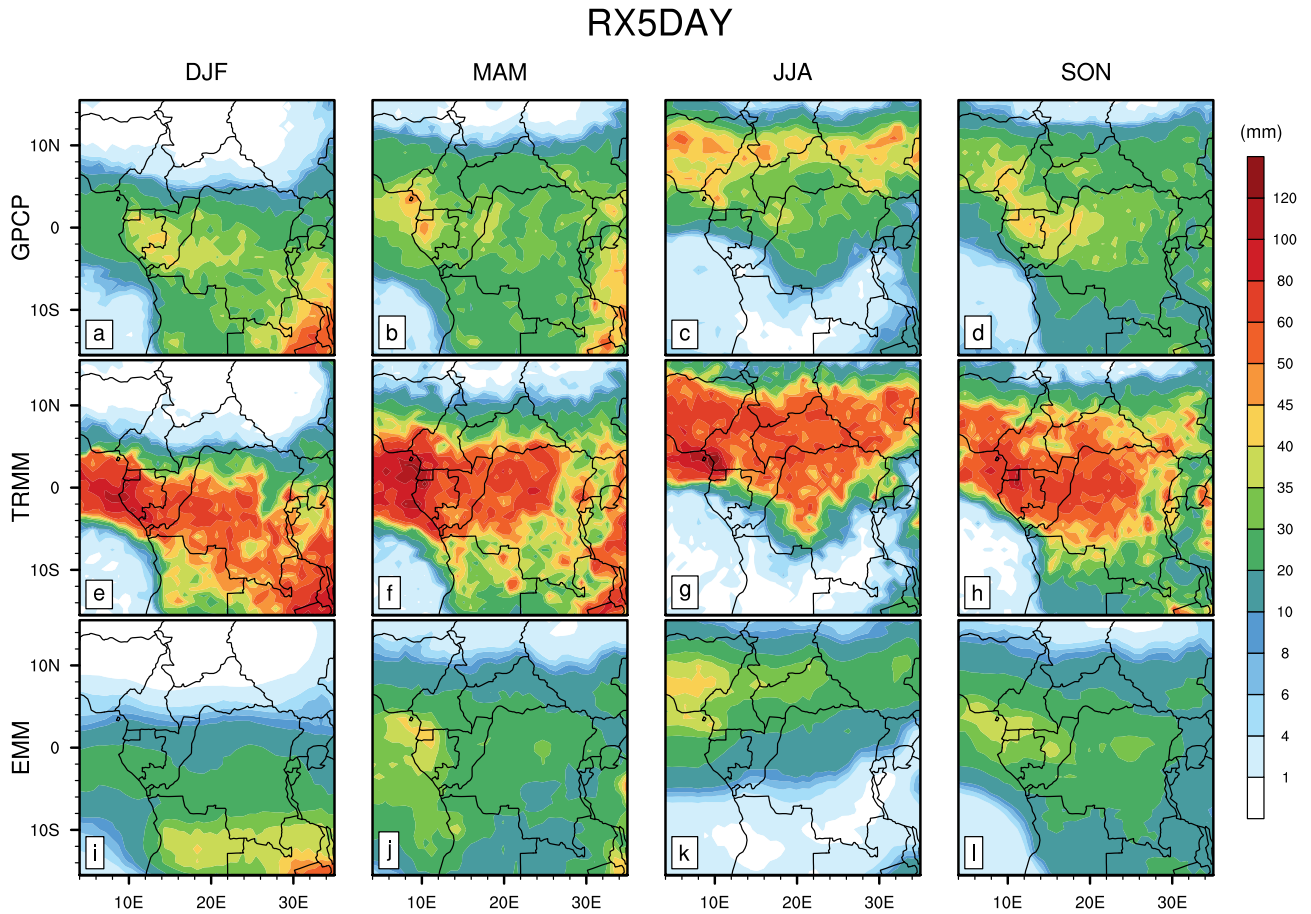 RX5DAY
DJF MAM JJA SON
(mm)
GPCP
10N
0
10S
a b c d
TRMM
10N
0
10S
e f g h
EMM
10N
0
10S
i j k l
10E 20E 30E 10E 20E 30E 10E 20E 30E 10E 20E 30E
120
100
80
60
50
45
40
35
30
20
10
8
6
4
1